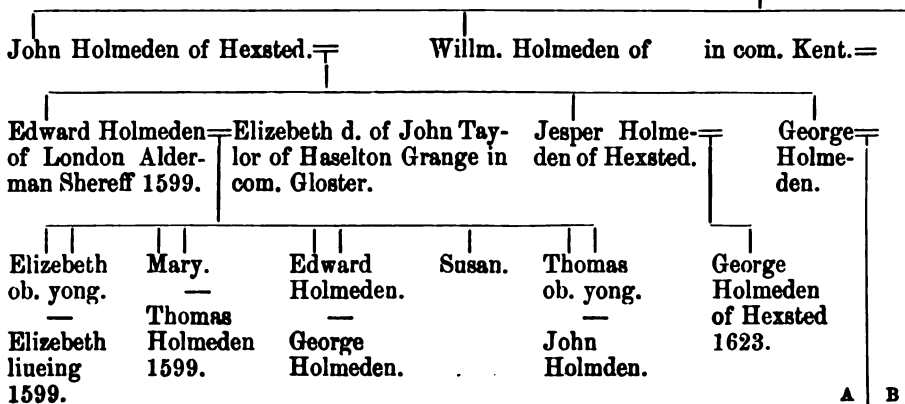 John Holmeden of Hexsted.=
Willm. Holmeden of in com. Kent.=
Edward Holmeden=
of London Alder-
man Shereff 1599.
Elizebeth d. of John Tay-
lor of Haselton Grange in
com. Gloster.
Jesper Holme-=
den of Hexsted.
George=
Holme-
den.
Elizebeth
ob. yong.
—
Elizebeth
liueing
1599.
Mary.
—
Thomas
Holmeden
1599.
Edward
Holmeden.
—
George
Holmeden.
Susan.
Thomas
ob. yong.
—
John
Holmden.
George
Holmeden
of Hexsted
1623.
A B